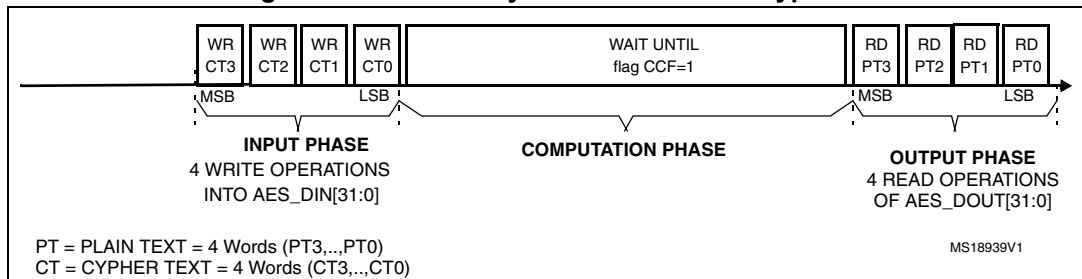 WR CT3
WR CT2
WR CT1
WR CT0
WAIT UNTIL
flag CCF=1
RD PT3
RD PT2
RD PT1
RD PT0
MSB LSB MSB LSB
INPUT PHASE
4 WRITE OPERATIONS
INTO AES_DIN[31:0]
COMPUTATION PHASE
OUTPUT PHASE
4 READ OPERATIONS
OF AES_DOUT[31:0]
PT = PLAIN TEXT = 4 Words (PT3,..,PT0)
CT = CYPHER TEXT = 4 Words (CT3,..,CT0)
MS18939V1